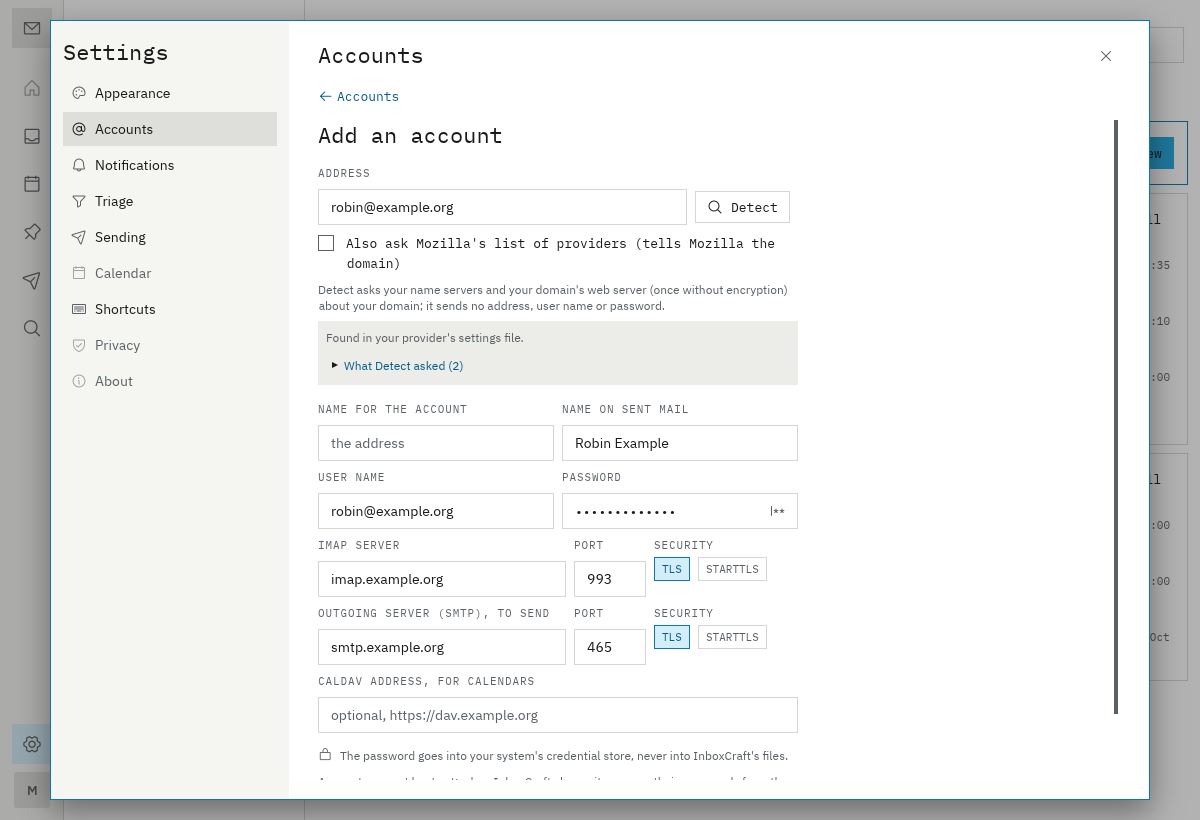 Settings
Appearance
Accounts
Notifications
Triage
Sending
Calendar
Shortcuts
Privacy
About
M
Accounts
← Accounts
Add an account
ADDRESS
robin@example.org
Detect
Also ask Mozilla's list of providers (tells Mozilla the
domain)
Detect asks your name servers and your domain's web server (once without encryption)
about your domain; it sends no address, user name or password.
Found in your provider's settings file.
▸ What Detect asked (2)
NAME FOR THE ACCOUNT NAME ON SENT MAIL
the address Robin Example
USER NAME PASSWORD
robin@example.org ••••••••••••• |**
IMAP SERVER PORT SECURITY
imap.example.org 993 TLS STARTTLS
OUTGOING SERVER (SMTP), TO SEND PORT SECURITY
smtp.example.org 465 TLS STARTTLS
CALDAV ADDRESS, FOR CALENDARS
optional, https://dav.example.org
The password goes into your system's credential store, never into InboxCraft's files.
:35
:10
:00
:00
:00
Oct